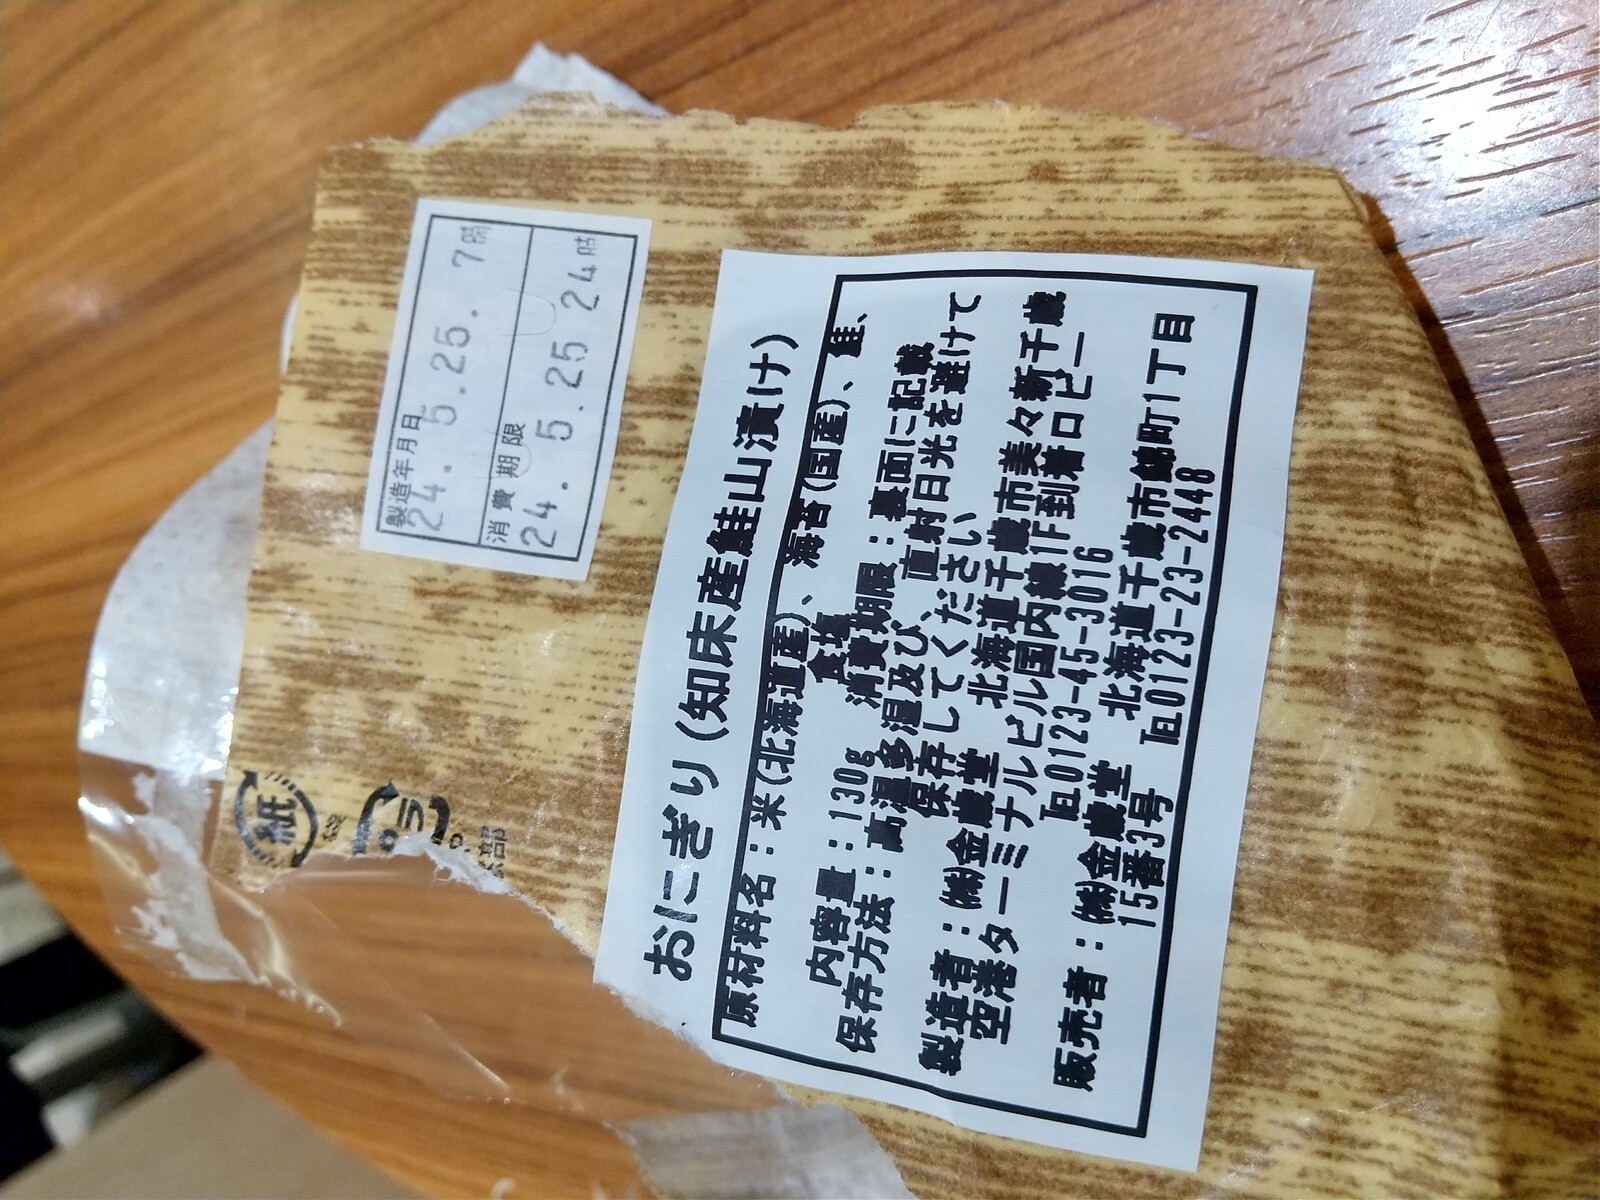 製造年月日
24. 5.25. 7時
消費期限
24. 5.25 24時
紙
袋
プラ
おにぎり(知床産鮭山漬け)
原材料名:米(北海道産)、海苔(国産)、鮭、
食塩
内容量:130g 消費期限:裏面に記載
保存方法:高温多湿及び、直射日光を避けて
保存してください
製造者:㈱金歳堂 北海道千歳市美々新千歳
空港ターミナルビル国内線1F到着ロビー
℡0123-45-3016
販売者:㈱金歳堂 北海道千歳市錦町1丁目
15番3号 ℡0123-23-2448